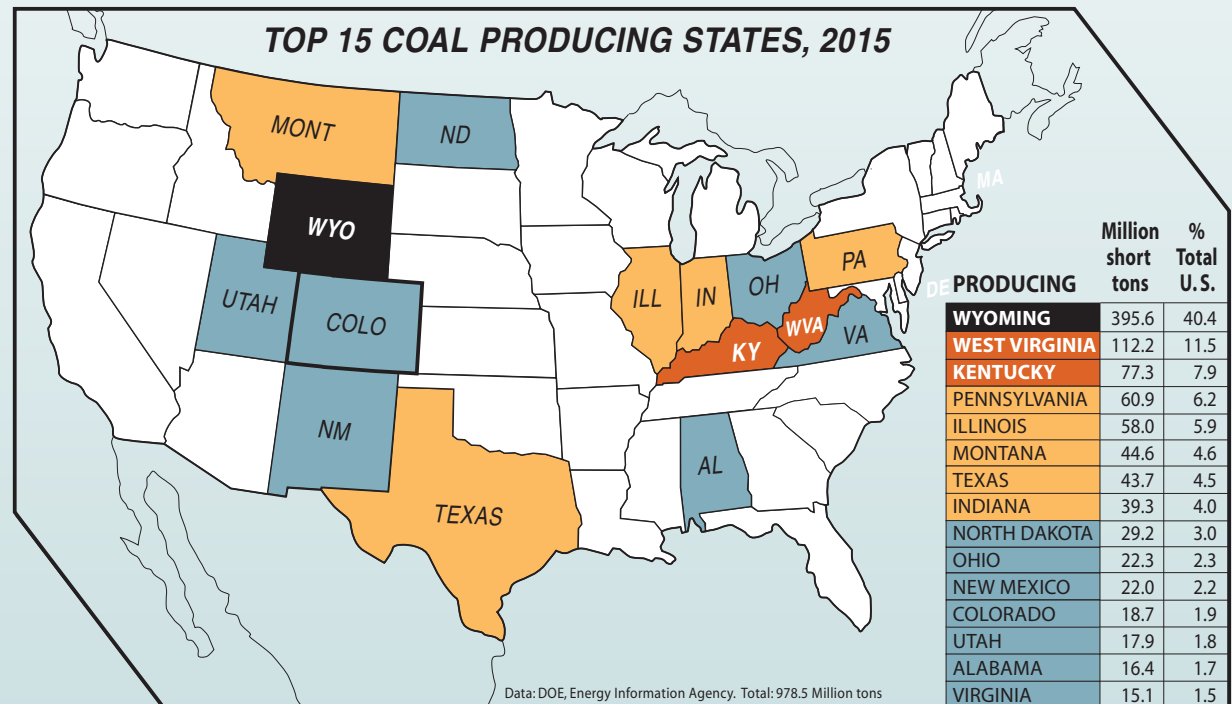 TOP 15 COAL PRODUCING STATES, 2015
MONT
ND
WYO
UTAH
COLO
NM
TEXAS
ILL
IN
OH
PA
WVA
KY
VA
AL
MA
DE
PRODUCING Million short tons % Total U.S.
WYOMING 395.6 40.4
WEST VIRGINIA 112.2 11.5
KENTUCKY 77.3 7.9
PENNSYLVANIA 60.9 6.2
ILLINOIS 58.0 5.9
MONTANA 44.6 4.6
TEXAS 43.7 4.5
INDIANA 39.3 4.0
NORTH DAKOTA 29.2 3.0
OHIO 22.3 2.3
NEW MEXICO 22.0 2.2
COLORADO 18.7 1.9
UTAH 17.9 1.8
ALABAMA 16.4 1.7
VIRGINIA 15.1 1.5
Data: DOE, Energy Information Agency. Total: 978.5 Million tons